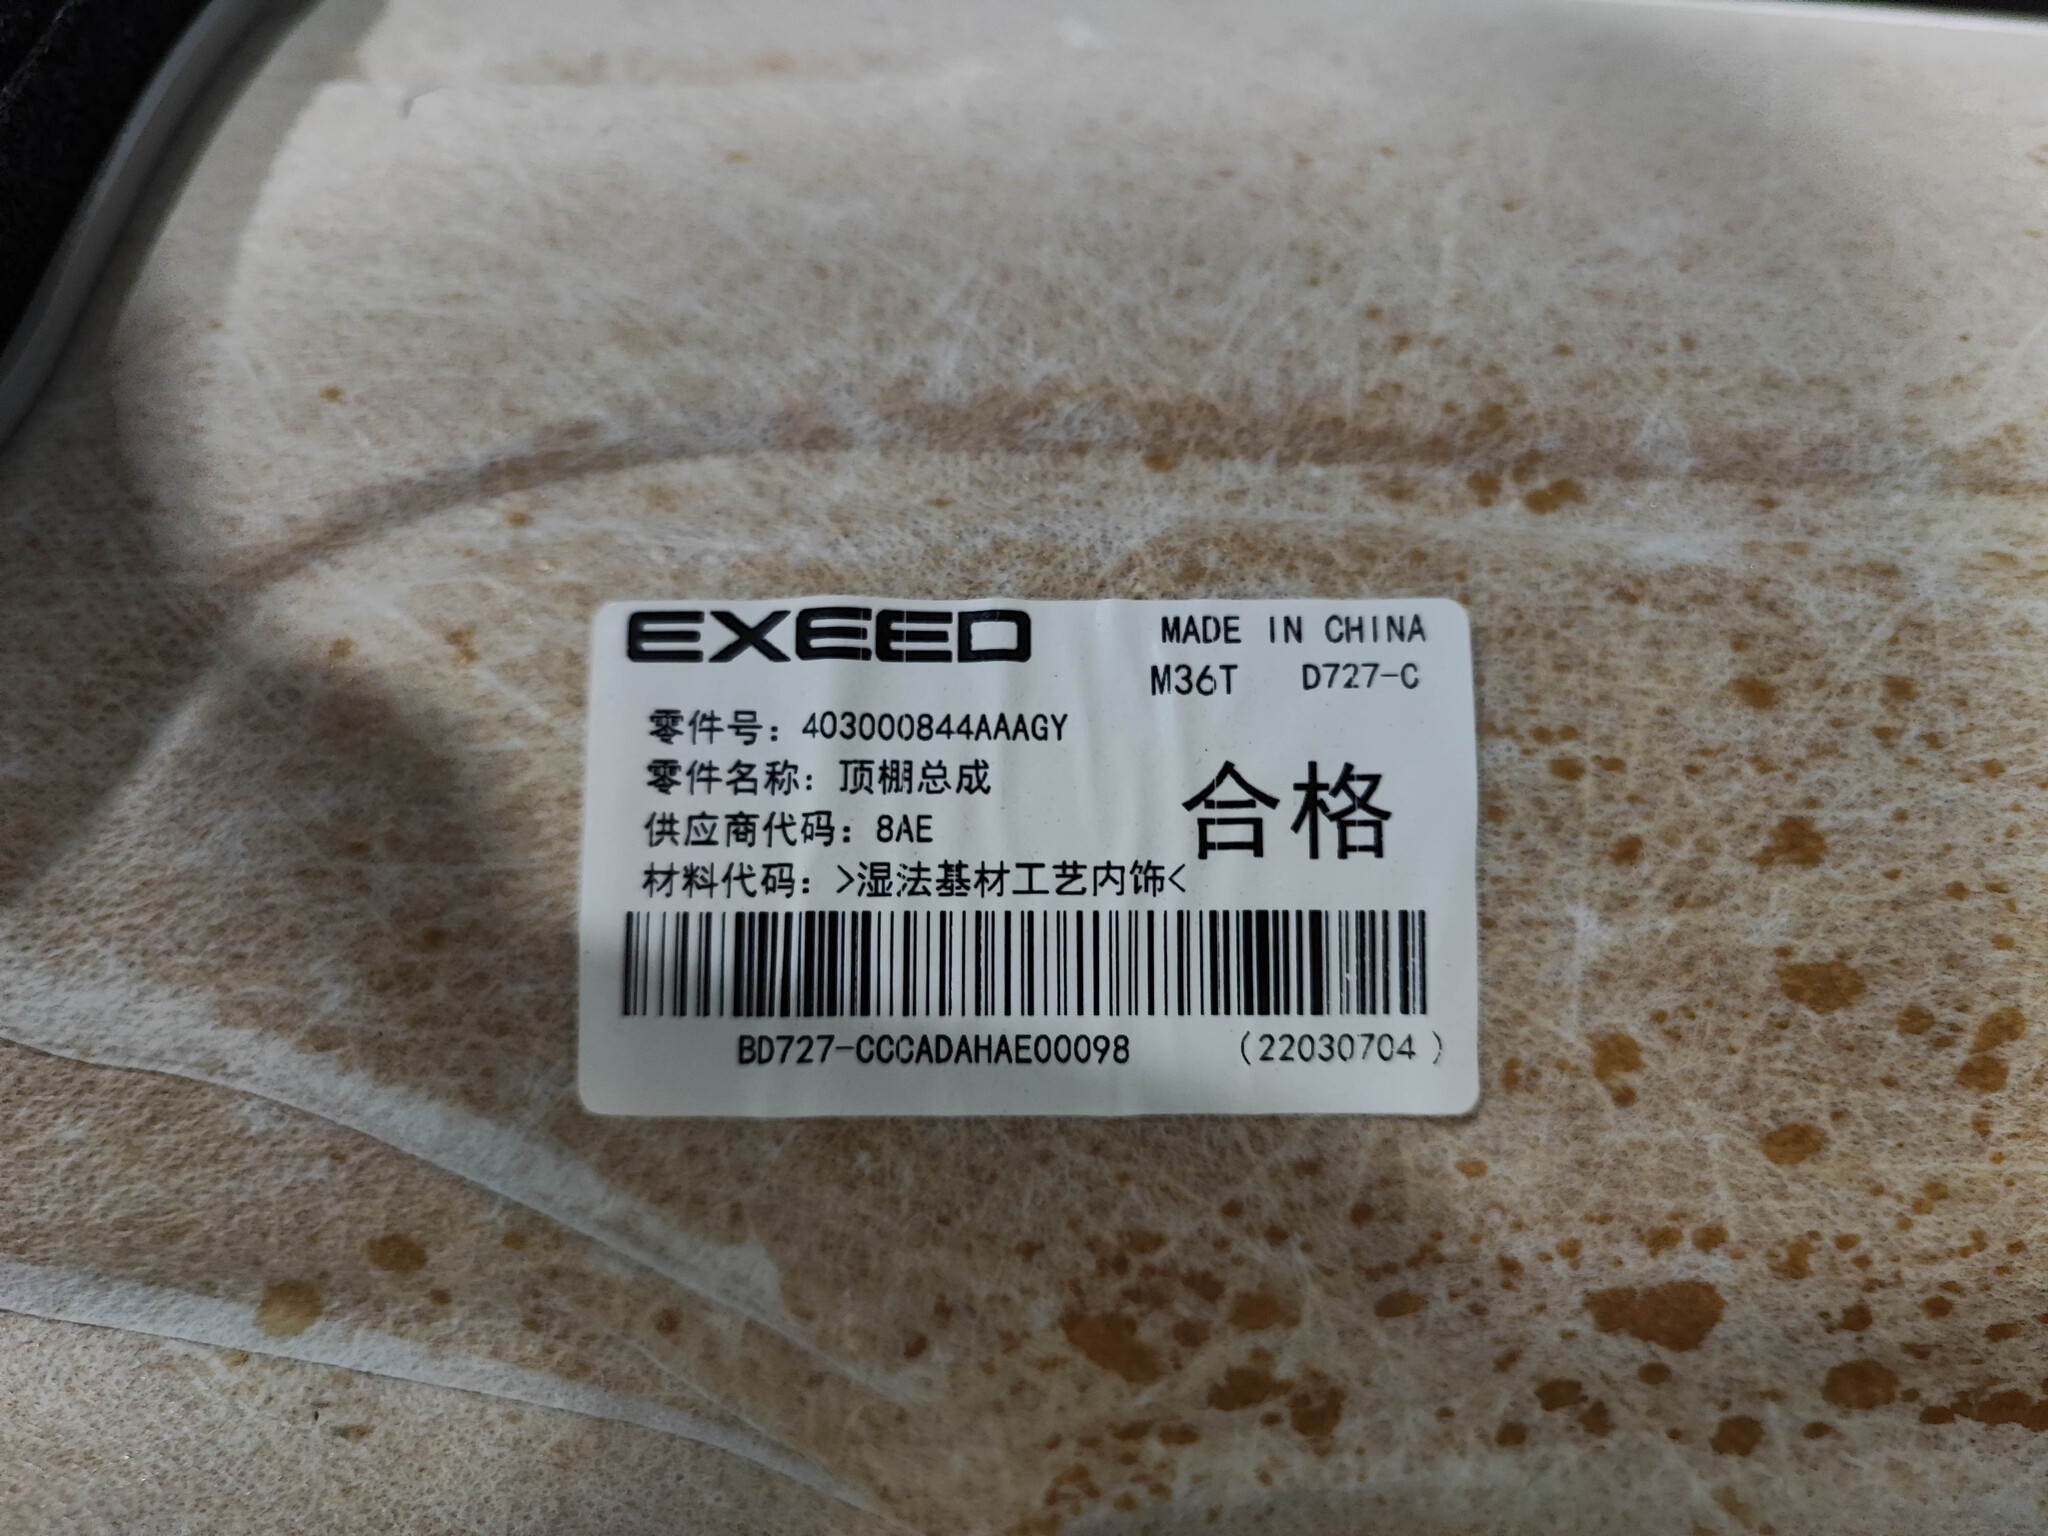 EXEED
MADE IN CHINA
M36T D727-C
零件号：403000844AAAGY
零件名称：顶棚总成
供应商代码：8AE
合格
材料代码：>湿法基材工艺内饰<
BD727-CCCADAHAE00098 (22030704 )